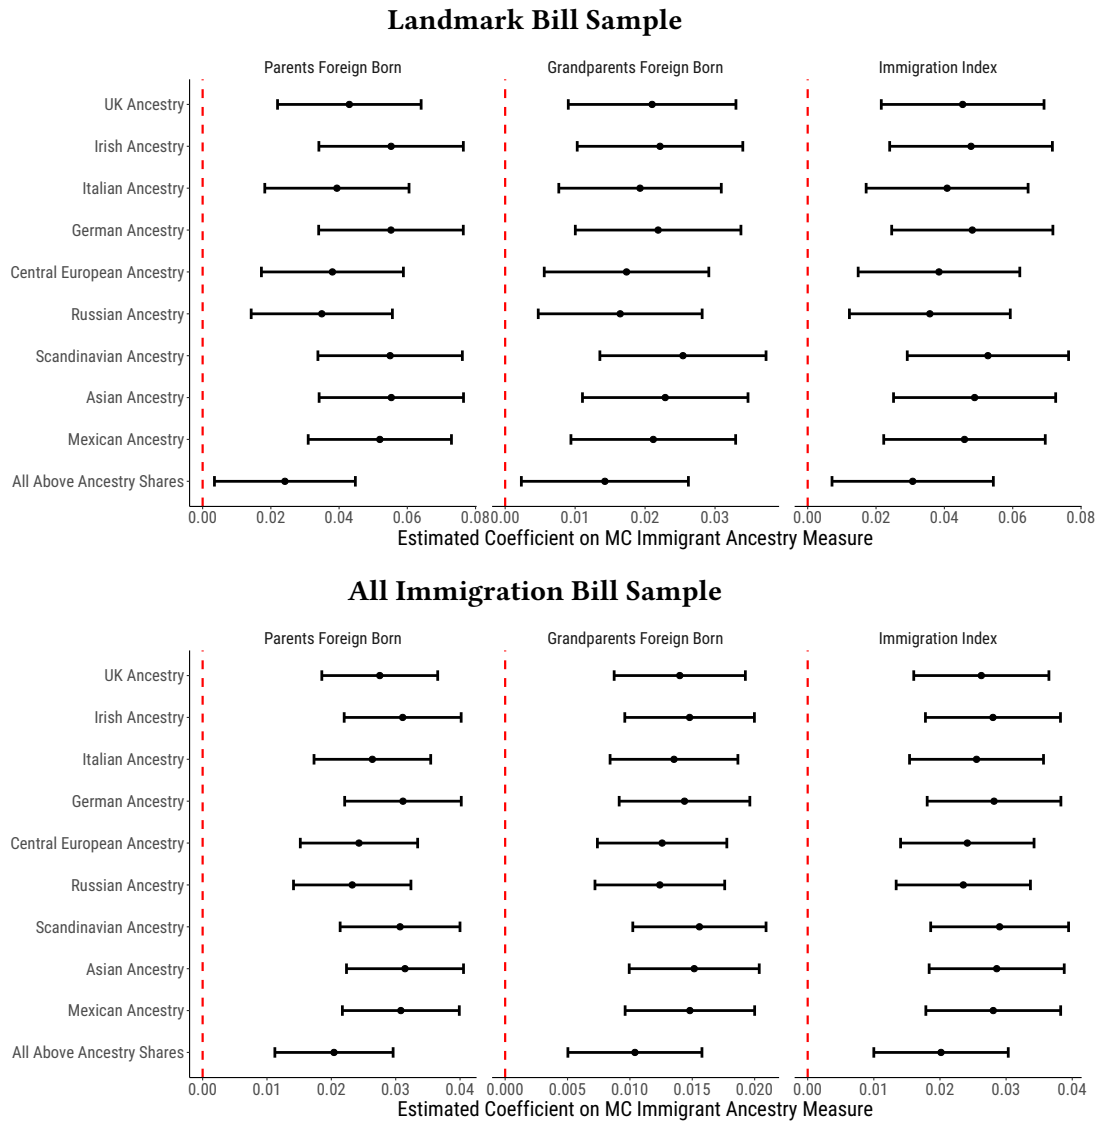 Landmark Bill Sample
Parents Foreign Born Grandparents Foreign Born Immigration Index
UK Ancestry
Irish Ancestry
Italian Ancestry
German Ancestry
Central European Ancestry
Russian Ancestry
Scandinavian Ancestry
Asian Ancestry
Mexican Ancestry
All Above Ancestry Shares
0.00 0.02 0.04 0.06 0.08 0.00 0.01 0.02 0.03 0.00 0.02 0.04 0.06 0.08
Estimated Coefficient on MC Immigrant Ancestry Measure
All Immigration Bill Sample
Parents Foreign Born Grandparents Foreign Born Immigration Index
UK Ancestry
Irish Ancestry
Italian Ancestry
German Ancestry
Central European Ancestry
Russian Ancestry
Scandinavian Ancestry
Asian Ancestry
Mexican Ancestry
All Above Ancestry Shares
0.00 0.01 0.02 0.03 0.04 0.000 0.005 0.010 0.015 0.020 0.00 0.01 0.02 0.03 0.04
Estimated Coefficient on MC Immigrant Ancestry Measure